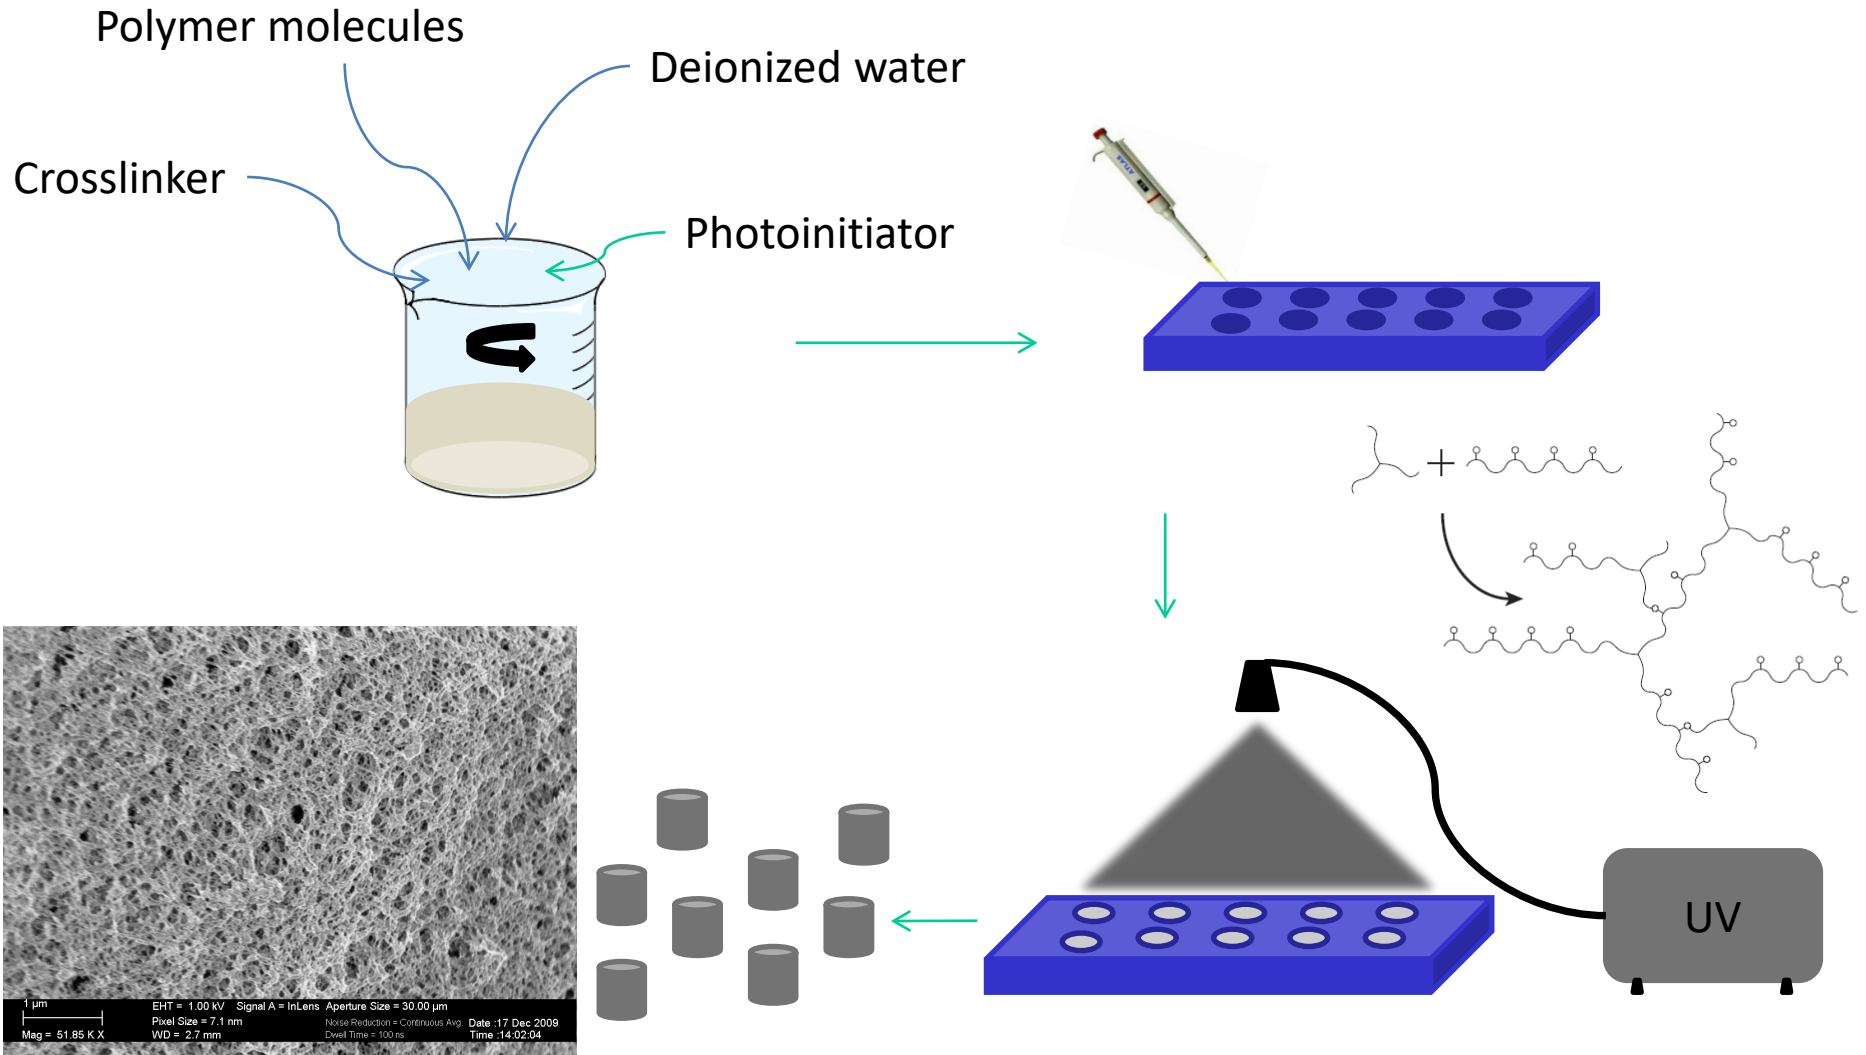 Polymer molecules
Deionized water
Crosslinker
Photoinitiator
ATLAS
UV
1 µm
EHT = 1.00 kV Signal A = InLens Aperture Size = 30.00 µm
Pixel Size = 7.1 nm Noise Reduction = Continuous Avg. Date :17 Dec 2009
Mag = 51.85 K X WD = 2.7 mm Dwell Time = 100 ns Time :14:02:04